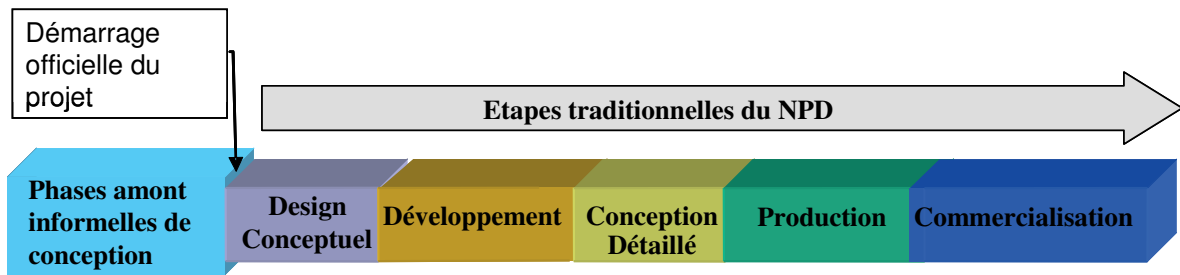 Démarrage
officielle du
projet
Etapes traditionnelles du NPD
Phases amont
informelles de
conception
Design
Conceptuel
Développement
Conception
Détaillé
Production
Commercialisation